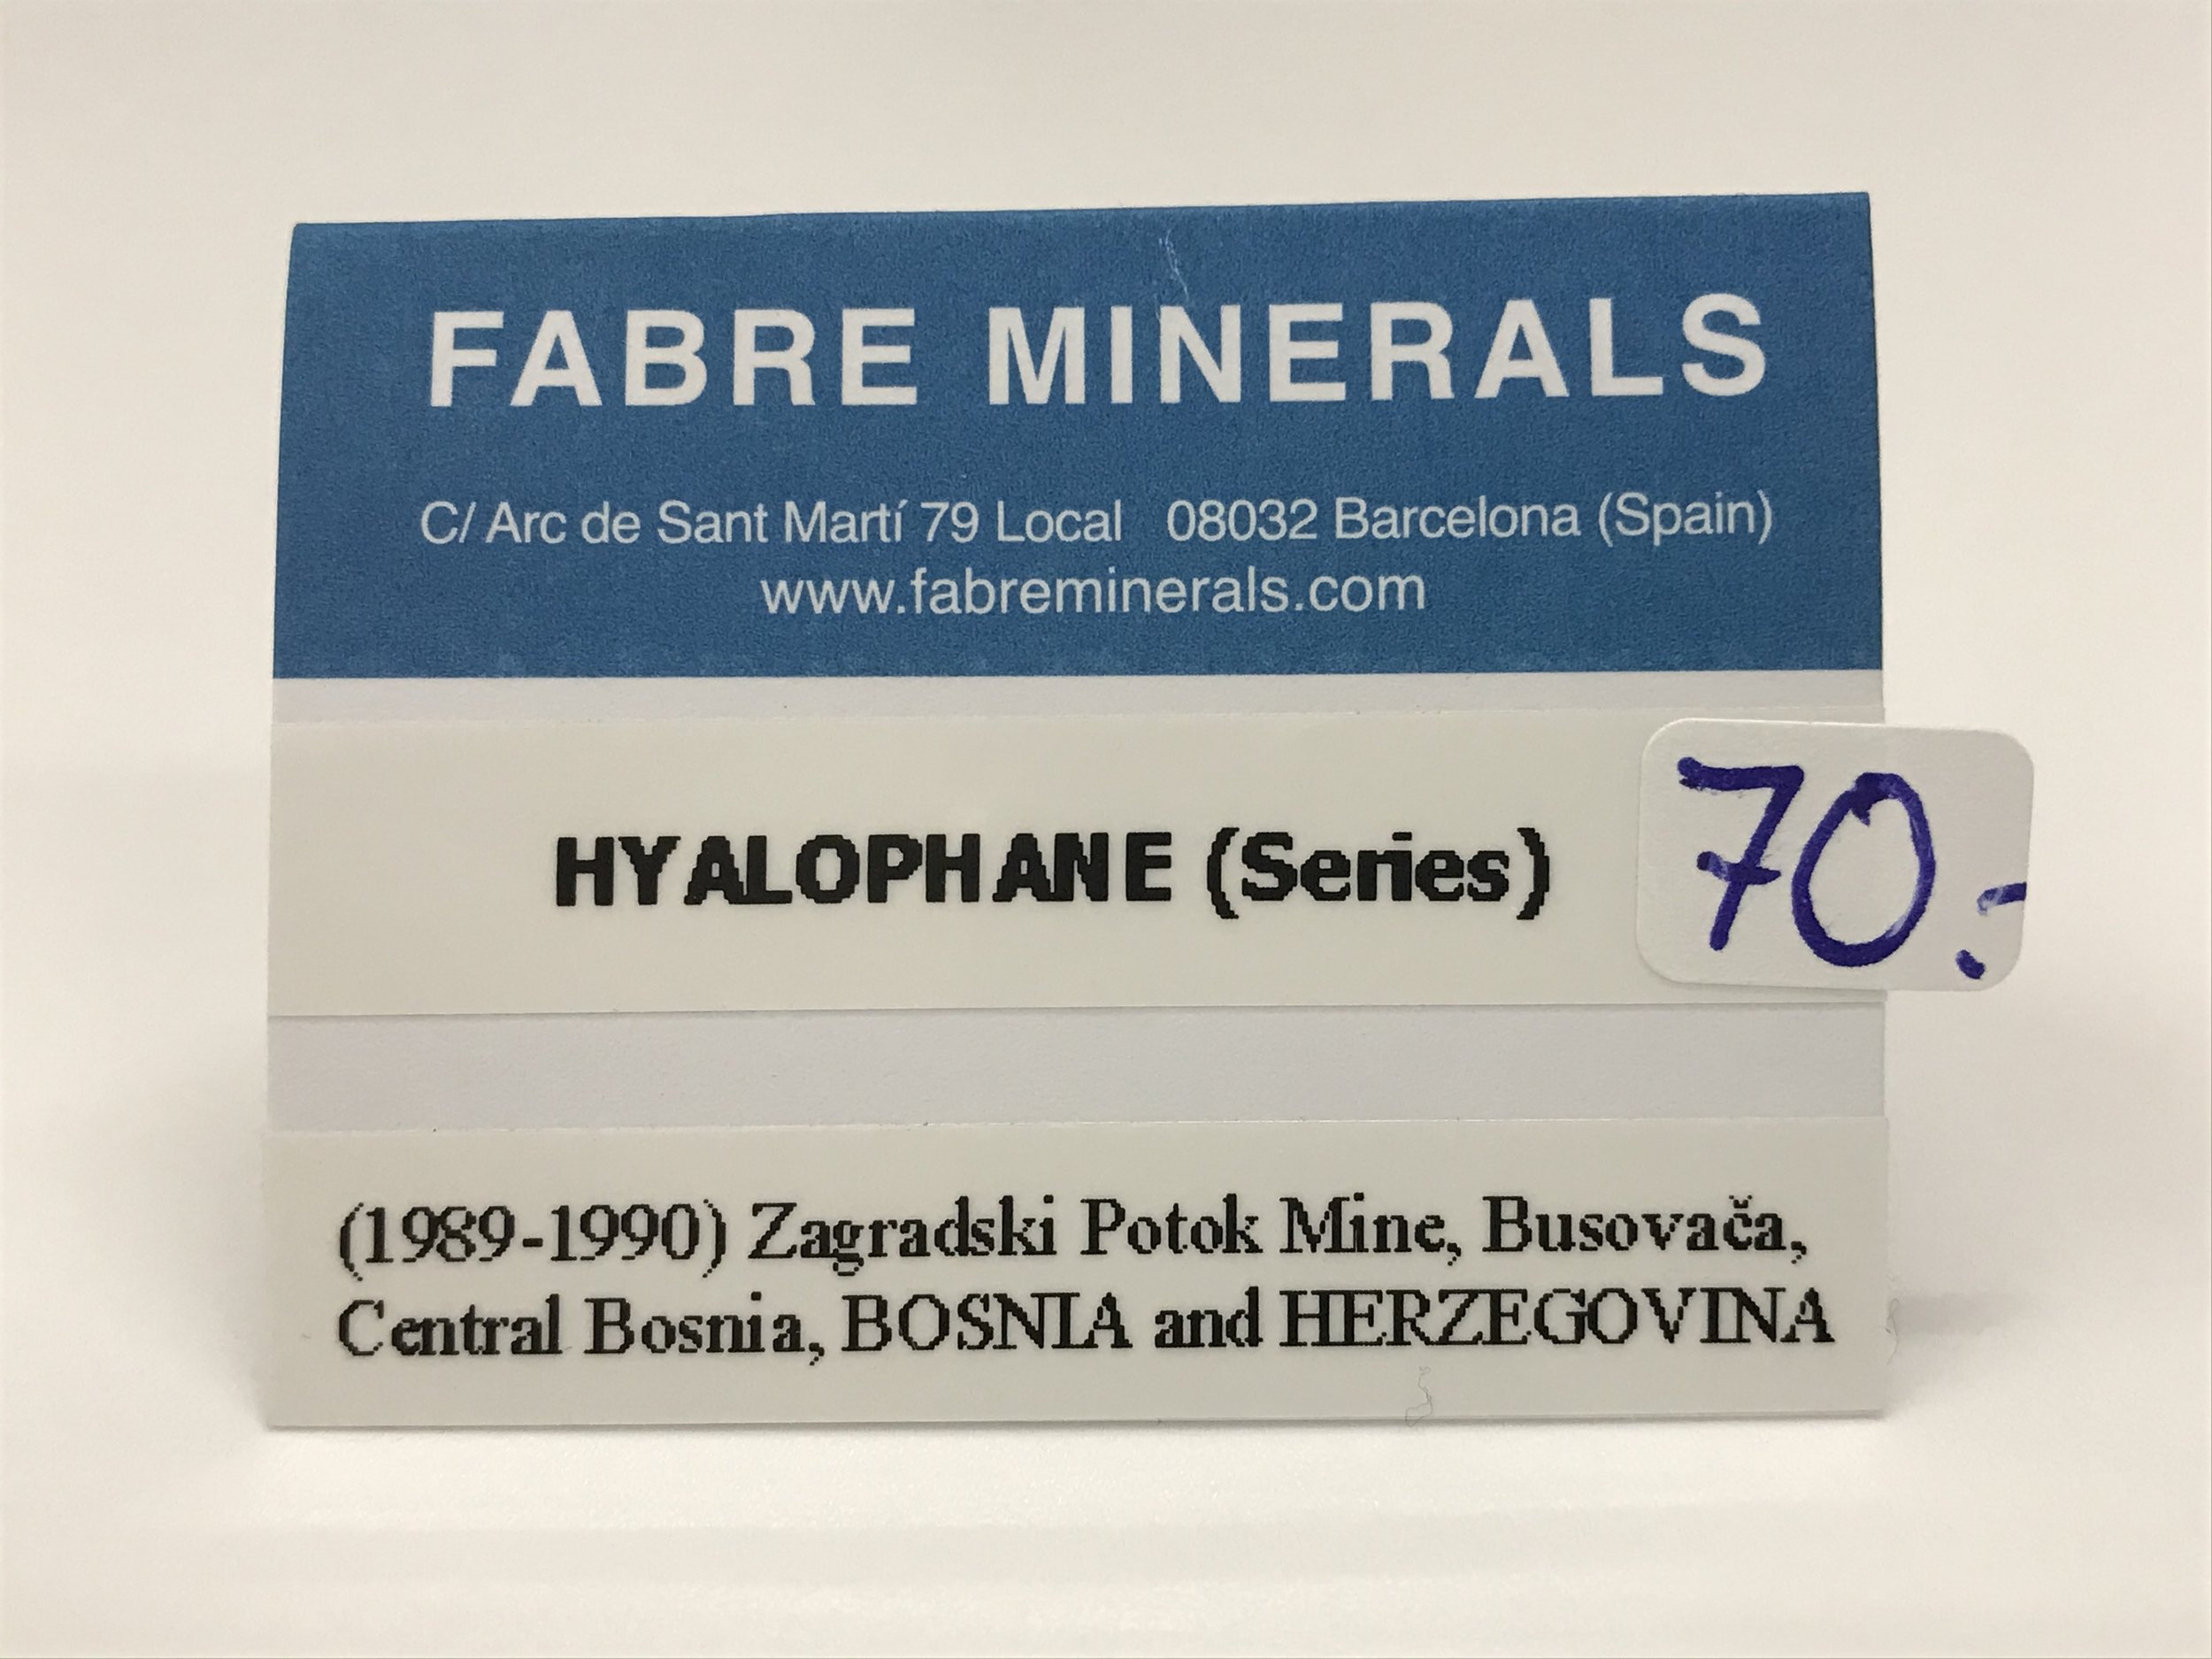 FABRE MINERALS
C/ Arc de Sant Martí 79 Local 08032 Barcelona (Spain)
www.fabreminerals.com
HYALOPHANE (Series)
70.-
(1989-1990) Zagradski Potok Mine, Busovača,
Central Bosnia, BOSNIA and HERZEGOVINA